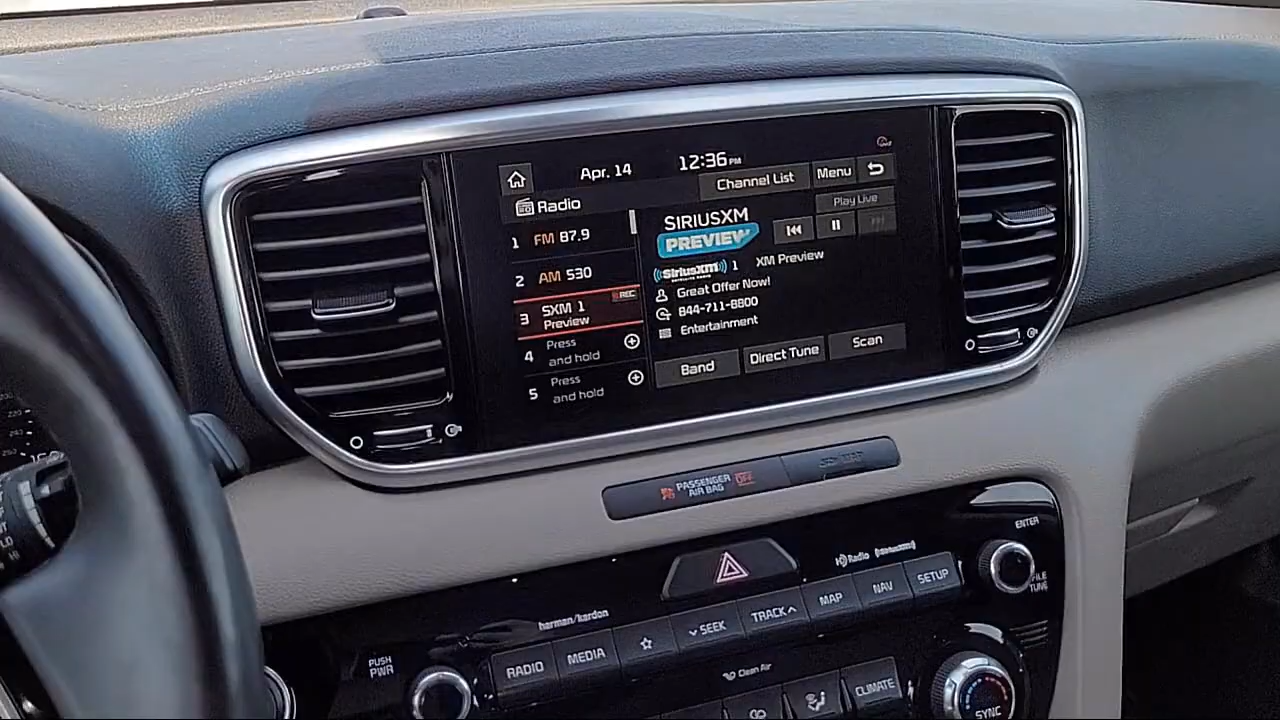 Apr. 14
12:36 PM
Radio
Channel List
Menu
1 FM 87.9
2 AM 530
3 SXM 1
Preview
REC
4 Press
and hold
5 Press
and hold
SIRIUSXM
PREVIEW
Play Live
((SiriusXM)) 1 XM Preview
Great Offer Now!
844-711-8800
Entertainment
Band
Direct Tune
Scan
PASSENGER
AIR BAG
OFF
HD Radio ((SiriusXM))
ENTER
FILE
TUNE
harman/kardon
PUSH
PWR
RADIO
MEDIA
SEEK
TRACK
MAP
NAV
SETUP
Clean Air
CLIMATE
SYNC